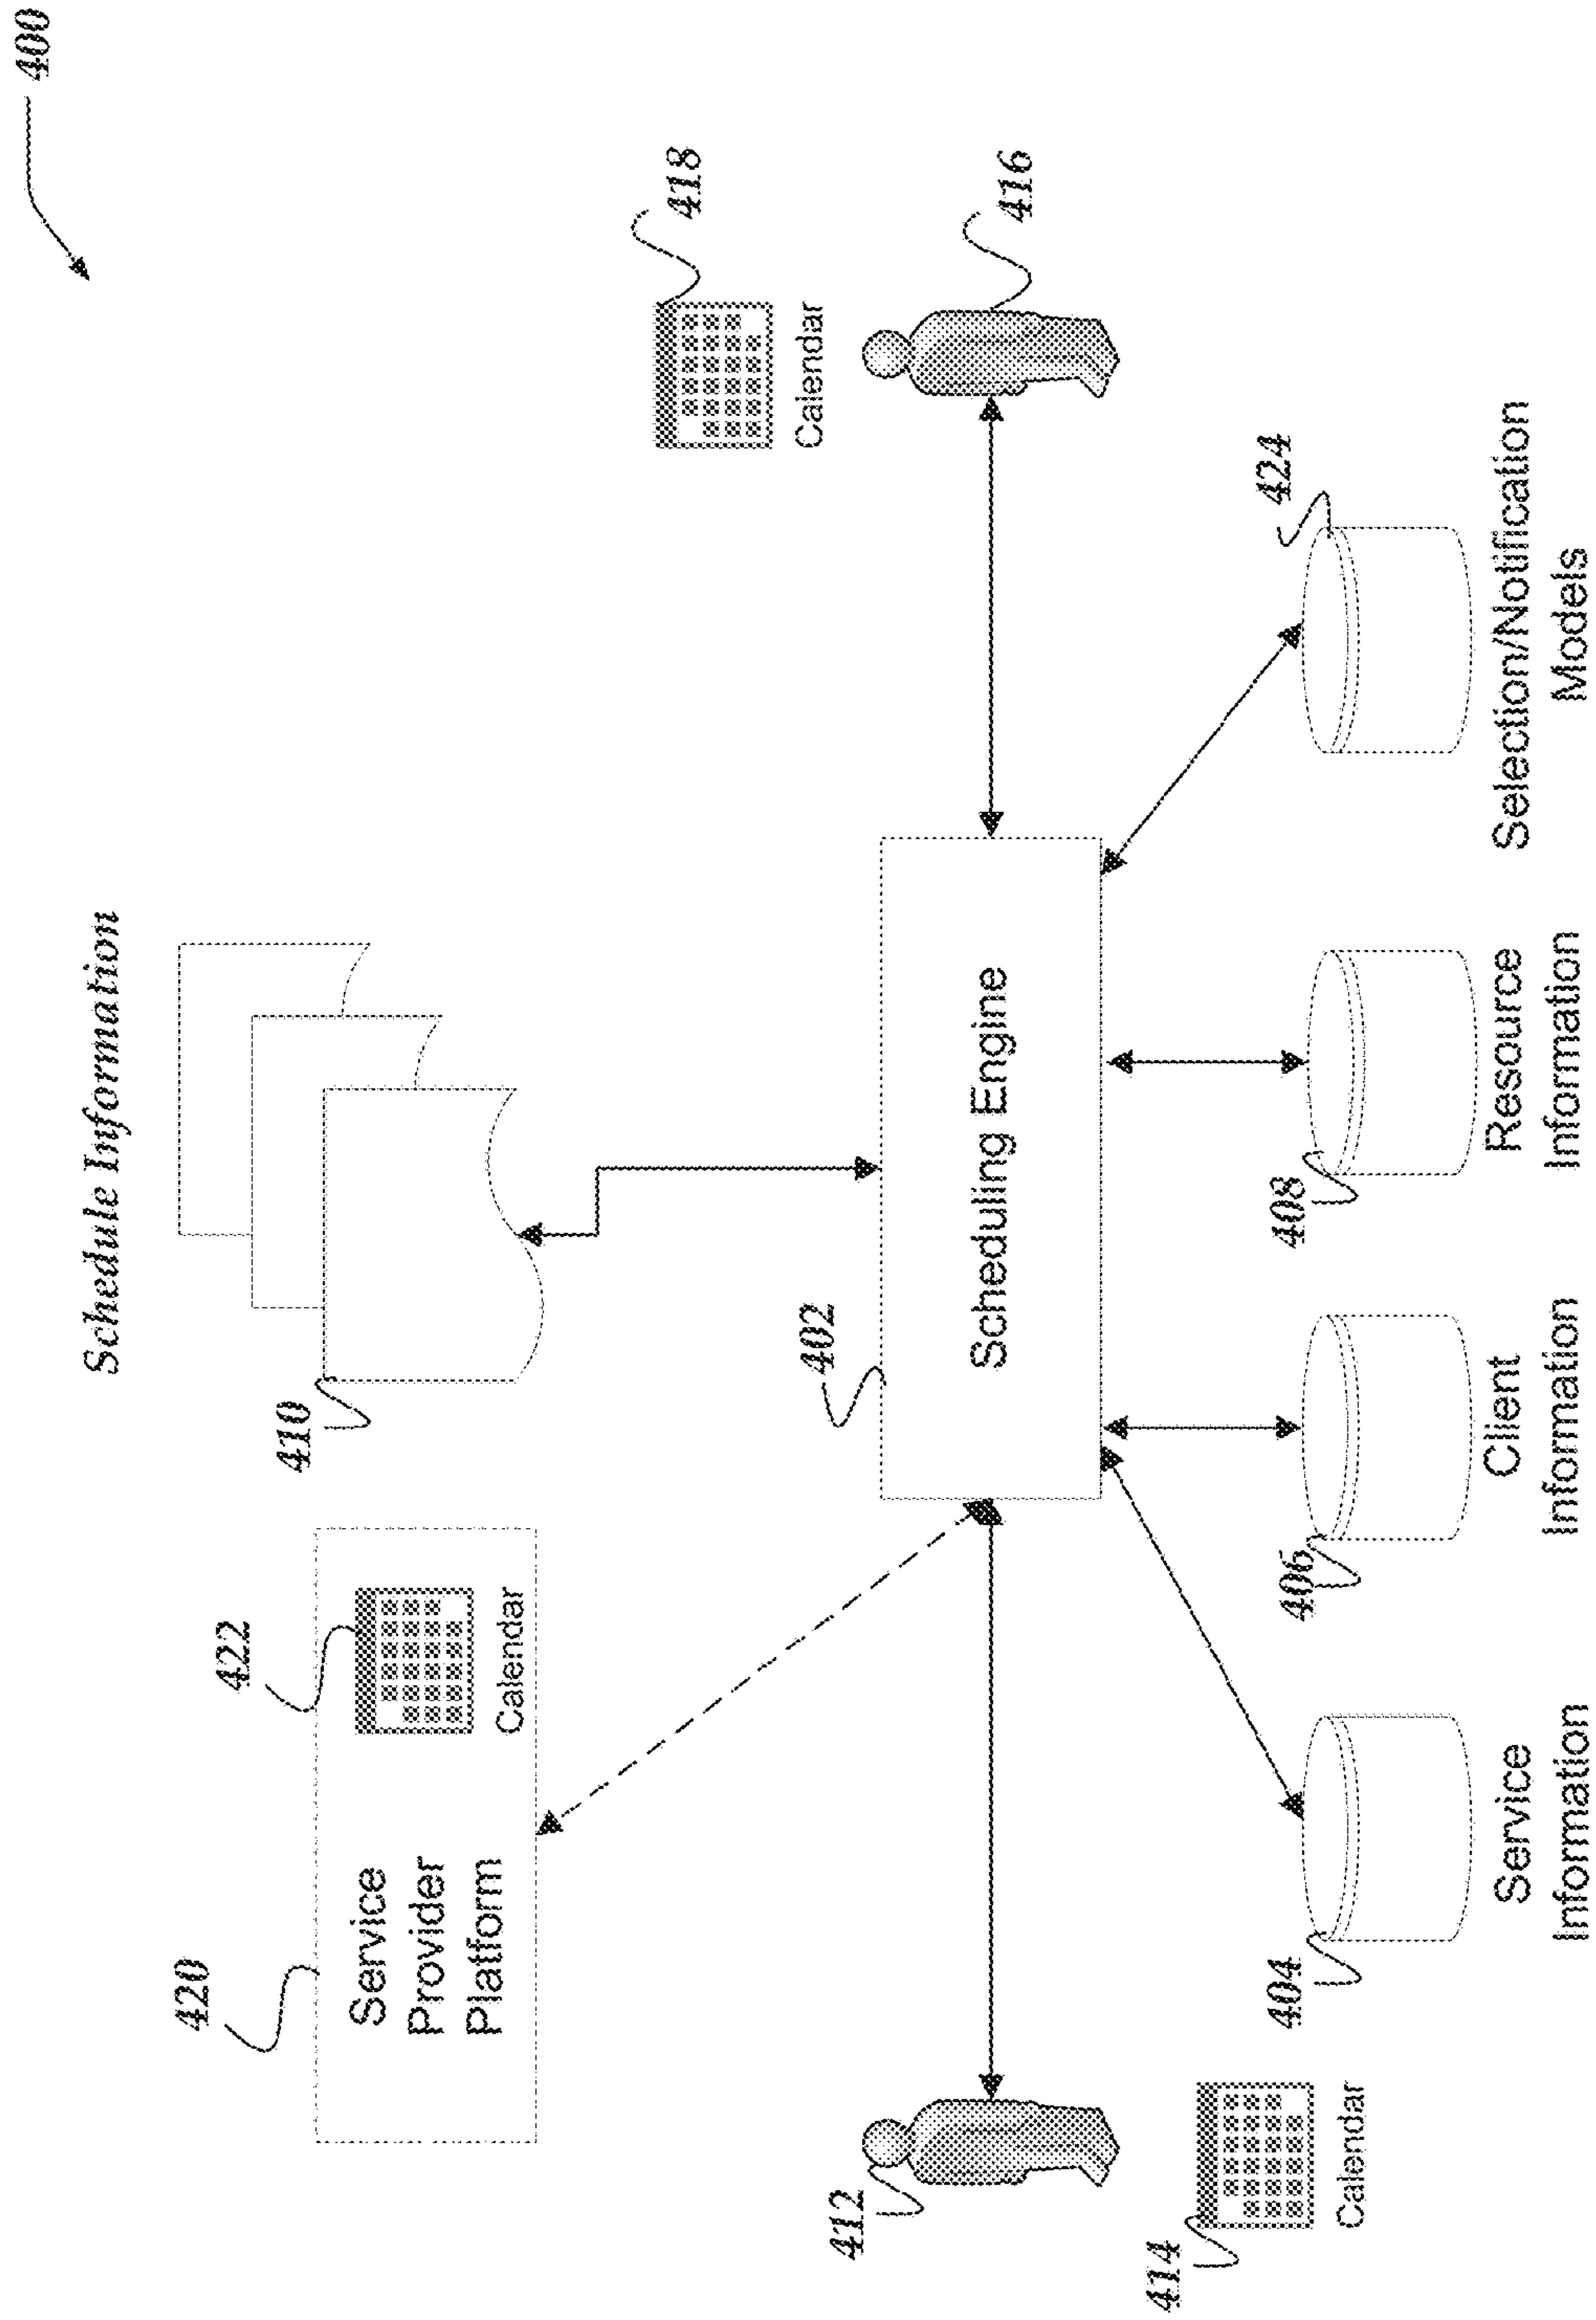 400
Schedule Information
420
422
410
Service
Provider
Platform
Calendar
418
Calendar
402
Scheduling Engine
412
416
414
Calendar
404
406
408
424
Service
Information
Client
Information
Resource
Information
Selection/Notification
Models